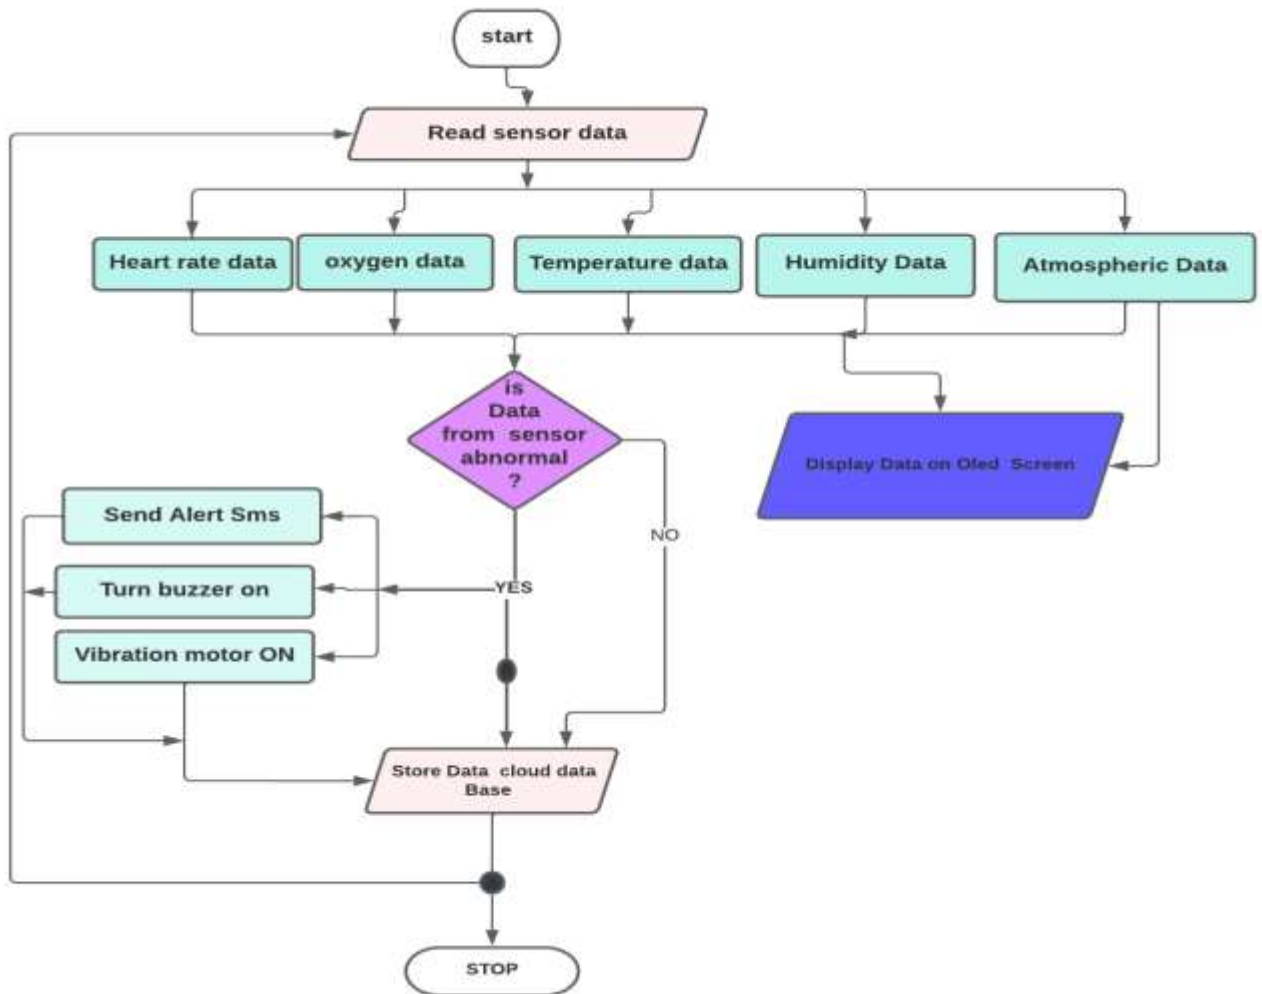 start
Read sensor data
Heart rate data
oxygen data
Temperature data
Humidity Data
Atmospheric Data
is
Data
from sensor
abnormal
?
Display Data on Oled Screen
Send Alert Sms
NO
Turn buzzer on
YES
Vibration motor ON
Store Data cloud data
Base
STOP